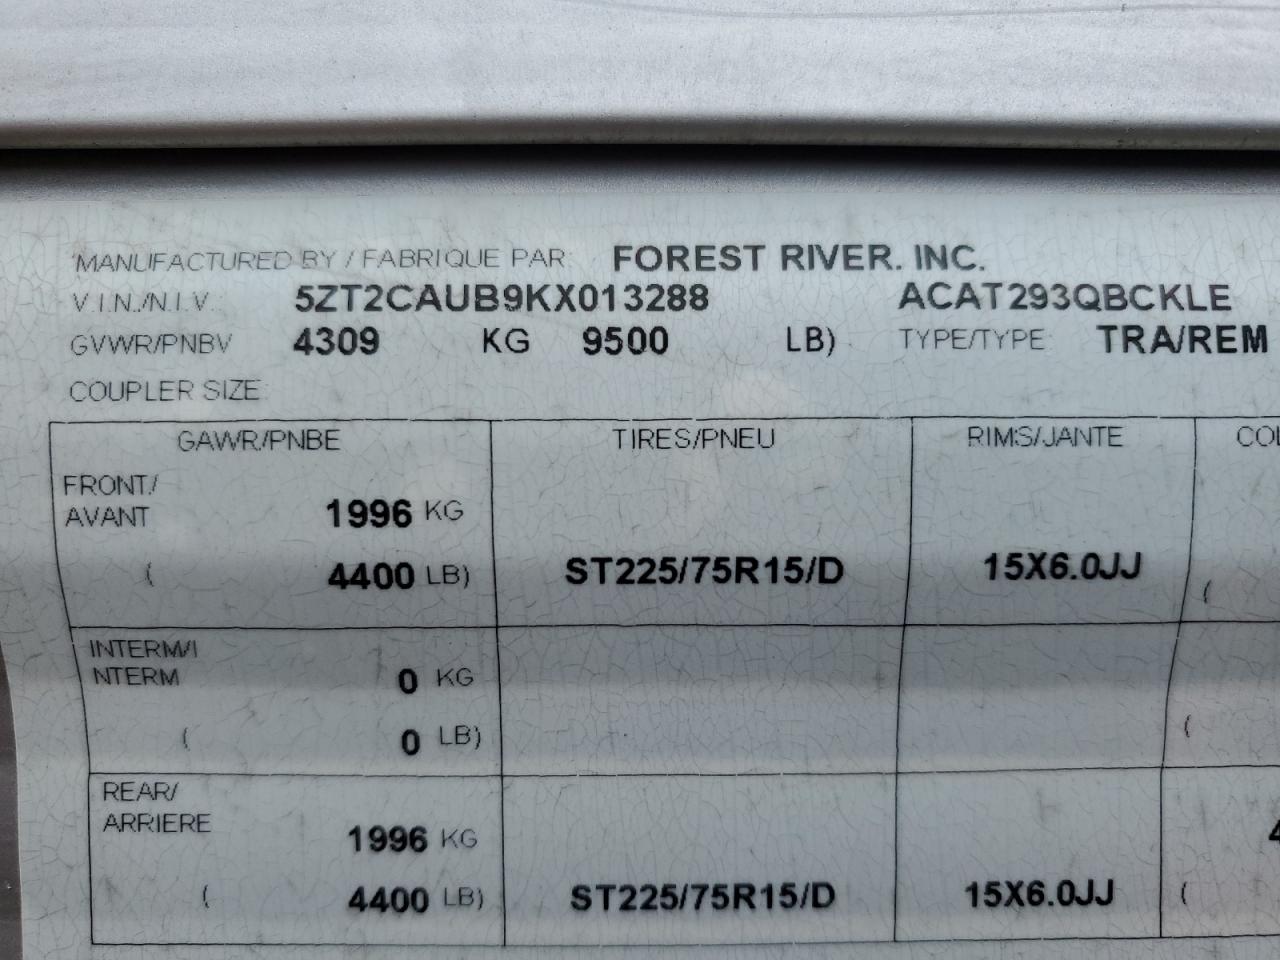 MANUFACTURED BY / FABRIQUE PAR: FOREST RIVER. INC.
V.I.N./N.I.V.: 5ZT2CAUB9KX013288 ACAT293QBCKLE
GVWR/PNBV 4309 KG 9500 LB) TYPE/TYPE: TRA/REM
COUPLER SIZE:
GAWR/PNBE TIRES/PNEU RIMS/JANTE
FRONT/
AVANT 1996 KG
( 4400 LB) ST225/75R15/D 15X6.0JJ (
INTERM/I
NTERM 0 KG
( 0 LB) (
REAR/
ARRIERE 1996 KG
( 4400 LB) ST225/75R15/D 15X6.0JJ (